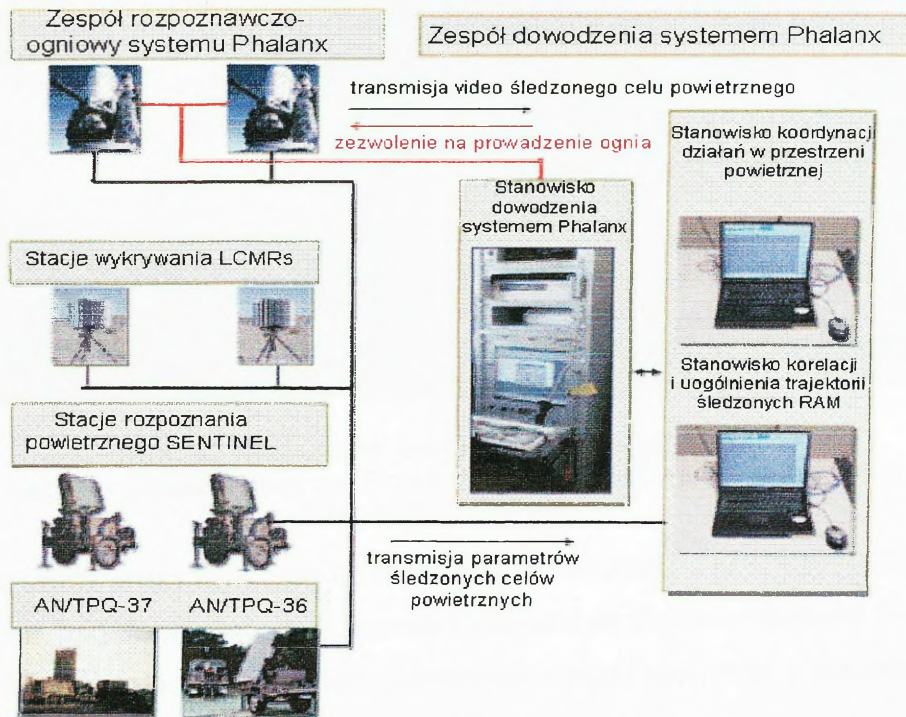 Zespół rozpoznawczo-
ogniowy systemu Phalanx
Zespół dowodzenia systemem Phalanx
transmisja video śledzonego celu powietrznego
zezwolenie na prowadzenie ognia
Stanowisko koordynacji
działań w przestrzeni
powietrznej
Stanowisko
dowodzenia
systemem Phalanx
Stacje wykrywania LCMRs
Stanowisko korelacji
i uogólnienia trajektorii
śledzonych RAM
Stacje rozpoznania
powietrznego SENTINEL
transmisja parametrów
śledzonych celów
powietrznych
AN/TPQ-37
AN/TPQ-36